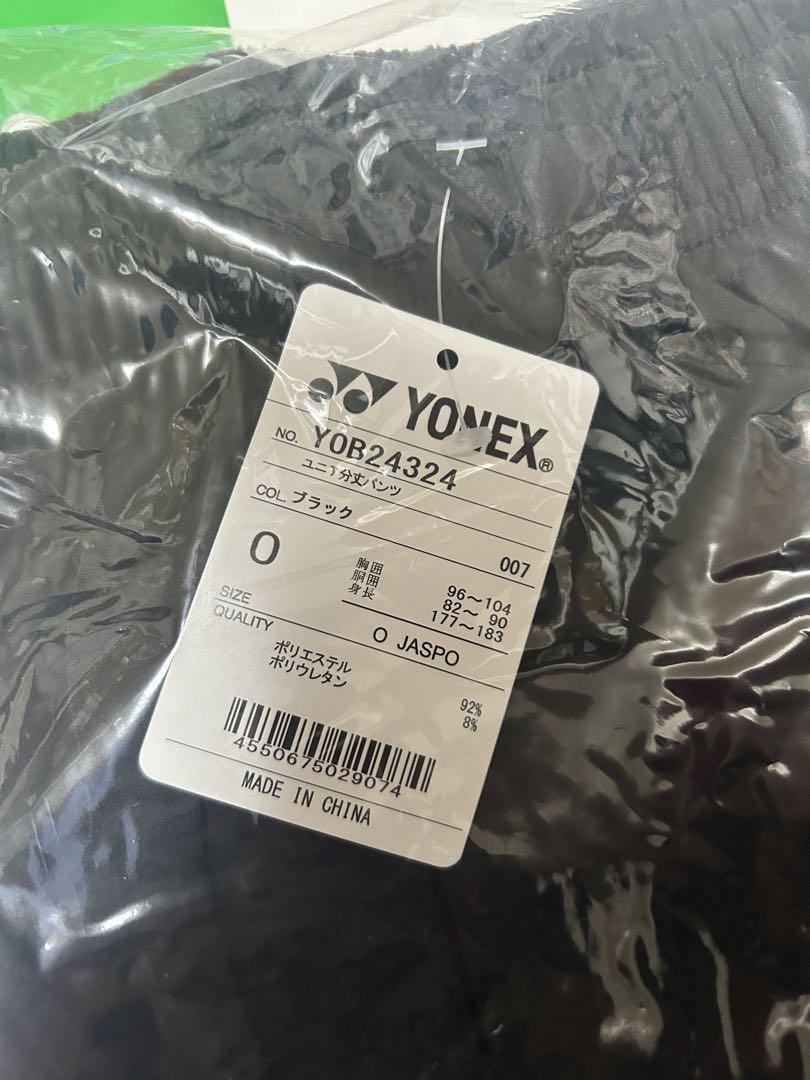 YONEX®
NO. YOB24324
ユニ7分丈パンツ
COL. ブラック 007
O
SIZE
胸囲 96～104
胴囲 82～ 90
身長 177～183
O JASPO
QUALITY
ポリエステル 92%
ポリウレタン 8%
4550675029074
MADE IN CHINA